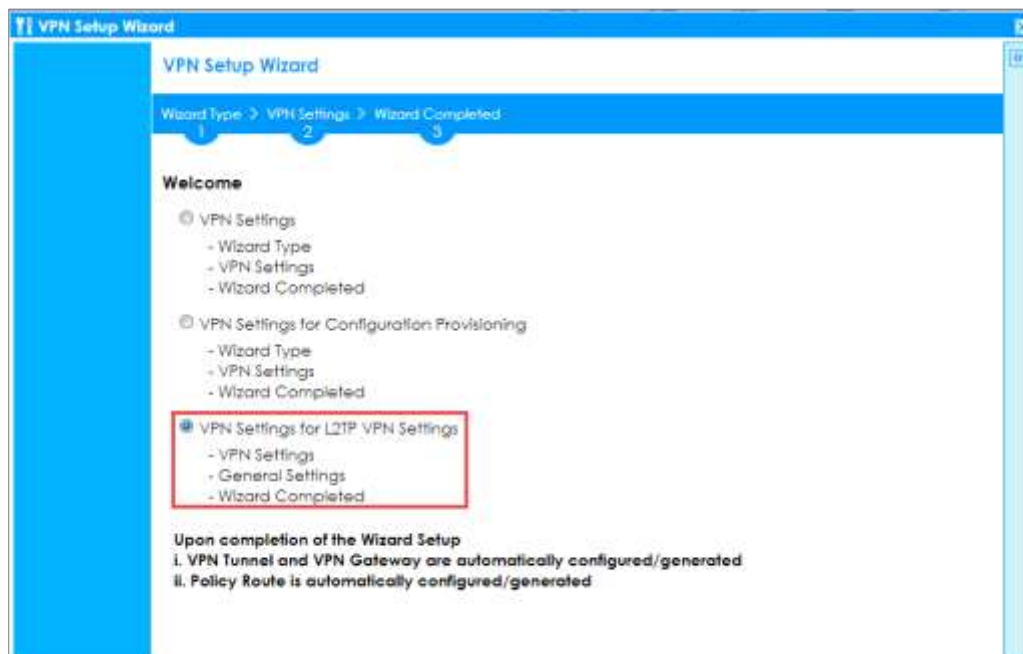 VPN Setup Wizard
VPN Setup Wizard
Wizard Type > VPN Settings > Wizard Completed
1 2 3
Welcome
VPN Settings
- Wizard Type
- VPN Settings
- Wizard Completed
VPN Settings for Configuration Provisioning
- Wizard Type
- VPN Settings
- Wizard Completed
VPN Settings for L2TP VPN Settings
- VPN Settings
- General Settings
- Wizard Completed
Upon completion of the Wizard Setup
i. VPN Tunnel and VPN Gateway are automatically configured/generated
ii. Policy Route is automatically configured/generated